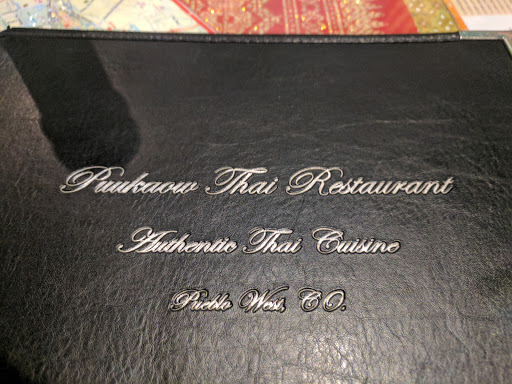 Puukaow Thai Restaurant
Authentic Thai Cuisine
Pueblo West, CO.